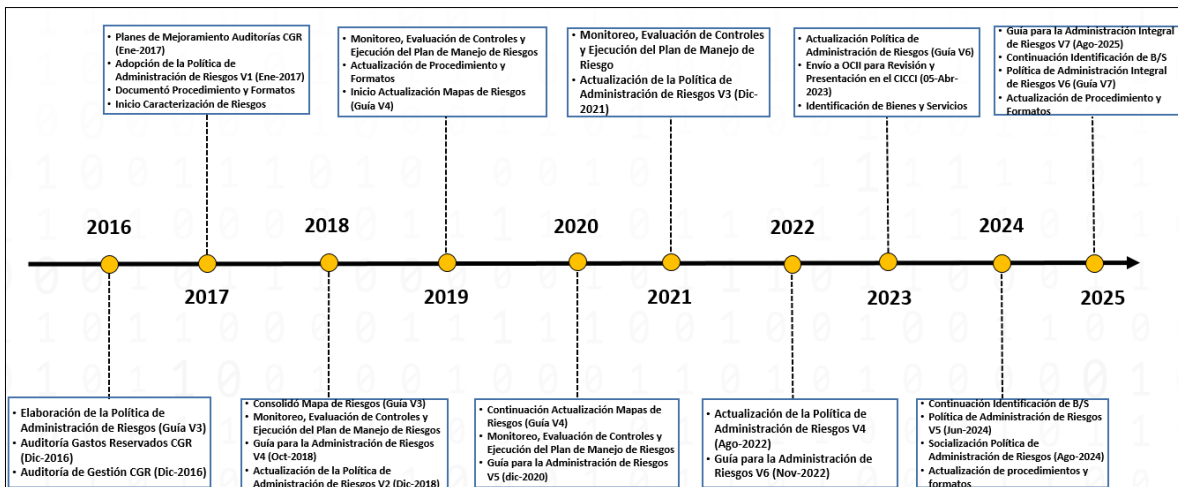 • Planes de Mejoramiento Auditorías CGR
(Ene-2017)
• Adopción de la Política de
Administración de Riesgos V1 (Ene-2017)
• Documentó Procedimiento y Formatos
• Inicio Caracterización de Riesgos
• Monitoreo, Evaluación de Controles y
Ejecución del Plan de Manejo de Riesgos
• Actualización de Procedimiento y
Formatos
• Inicio Actualización Mapas de Riesgos
(Guía V4)
• Monitoreo, Evaluación de Controles
y Ejecución del Plan de Manejo de
Riesgo
• Actualización de la Política de
Administración de Riesgos V3 (Dic-
2021)
• Actualización Política de
Administración de Riesgos (Guía V6)
• Envío a OCII para Revisión y
Presentación en el CICCI (05-Abr-
2023)
• Identificación de Bienes y Servicios
• Guía para la Administración Integral
de Riesgos V7 (Ago-2025)
• Continuación Identificación de B/S
• Política de Administración Integral
de Riesgos V6 (Guía V7)
• Actualización de Procedimiento y
Formatos
2016
2018
2020
2022
2024
2017
2019
2021
2023
2025
• Elaboración de la Política de
Administración de Riesgos (Guía V3)
• Auditoría Gastos Reservados CGR
(Dic-2016)
• Auditoría de Gestión CGR (Dic-2016)
• Consolidó Mapa de Riesgos (Guía V3)
• Monitoreo, Evaluación de Controles y
Ejecución del Plan de Manejo de Riesgos
• Guía para la Administración de Riesgos
V4 (Oct-2018)
• Actualización de la Política de
Administración de Riesgos V2 (Dic-2018)
• Continuación Actualización Mapas de
Riesgos (Guía V4)
• Monitoreo, Evaluación de Controles y
Ejecución del Plan de Manejo de Riesgos
• Guía para la Administración de Riesgos
V5 (dic-2020)
• Actualización de la Política de
Administración de Riesgos V4
(Ago-2022)
• Guía para la Administración de
Riesgos V6 (Nov-2022)
• Continuación Identificación de B/S
• Política de Administración de Riesgos
V5 (Jun-2024)
• Socialización Política de
Administración de Riesgos (Ago-2024)
• Actualización de procedimientos y
formatos